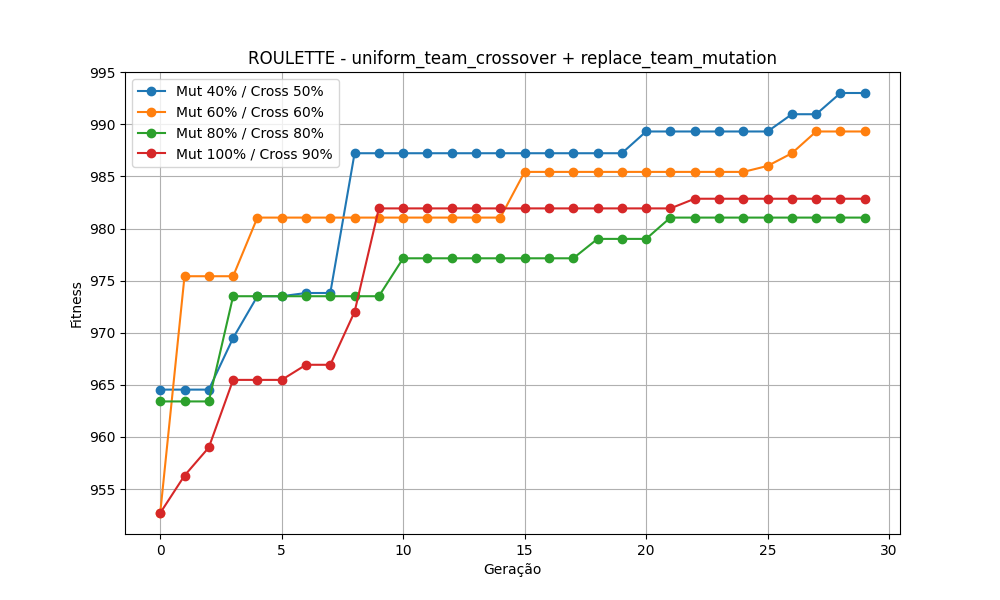 ROULETTE - uniform_team_crossover + replace_team_mutation
Mut 40% / Cross 50%
Mut 60% / Cross 60%
Mut 80% / Cross 80%
Mut 100% / Cross 90%
Fitness
995
990
985
980
975
970
965
960
955
0 5 10 15 20 25 30
Geração